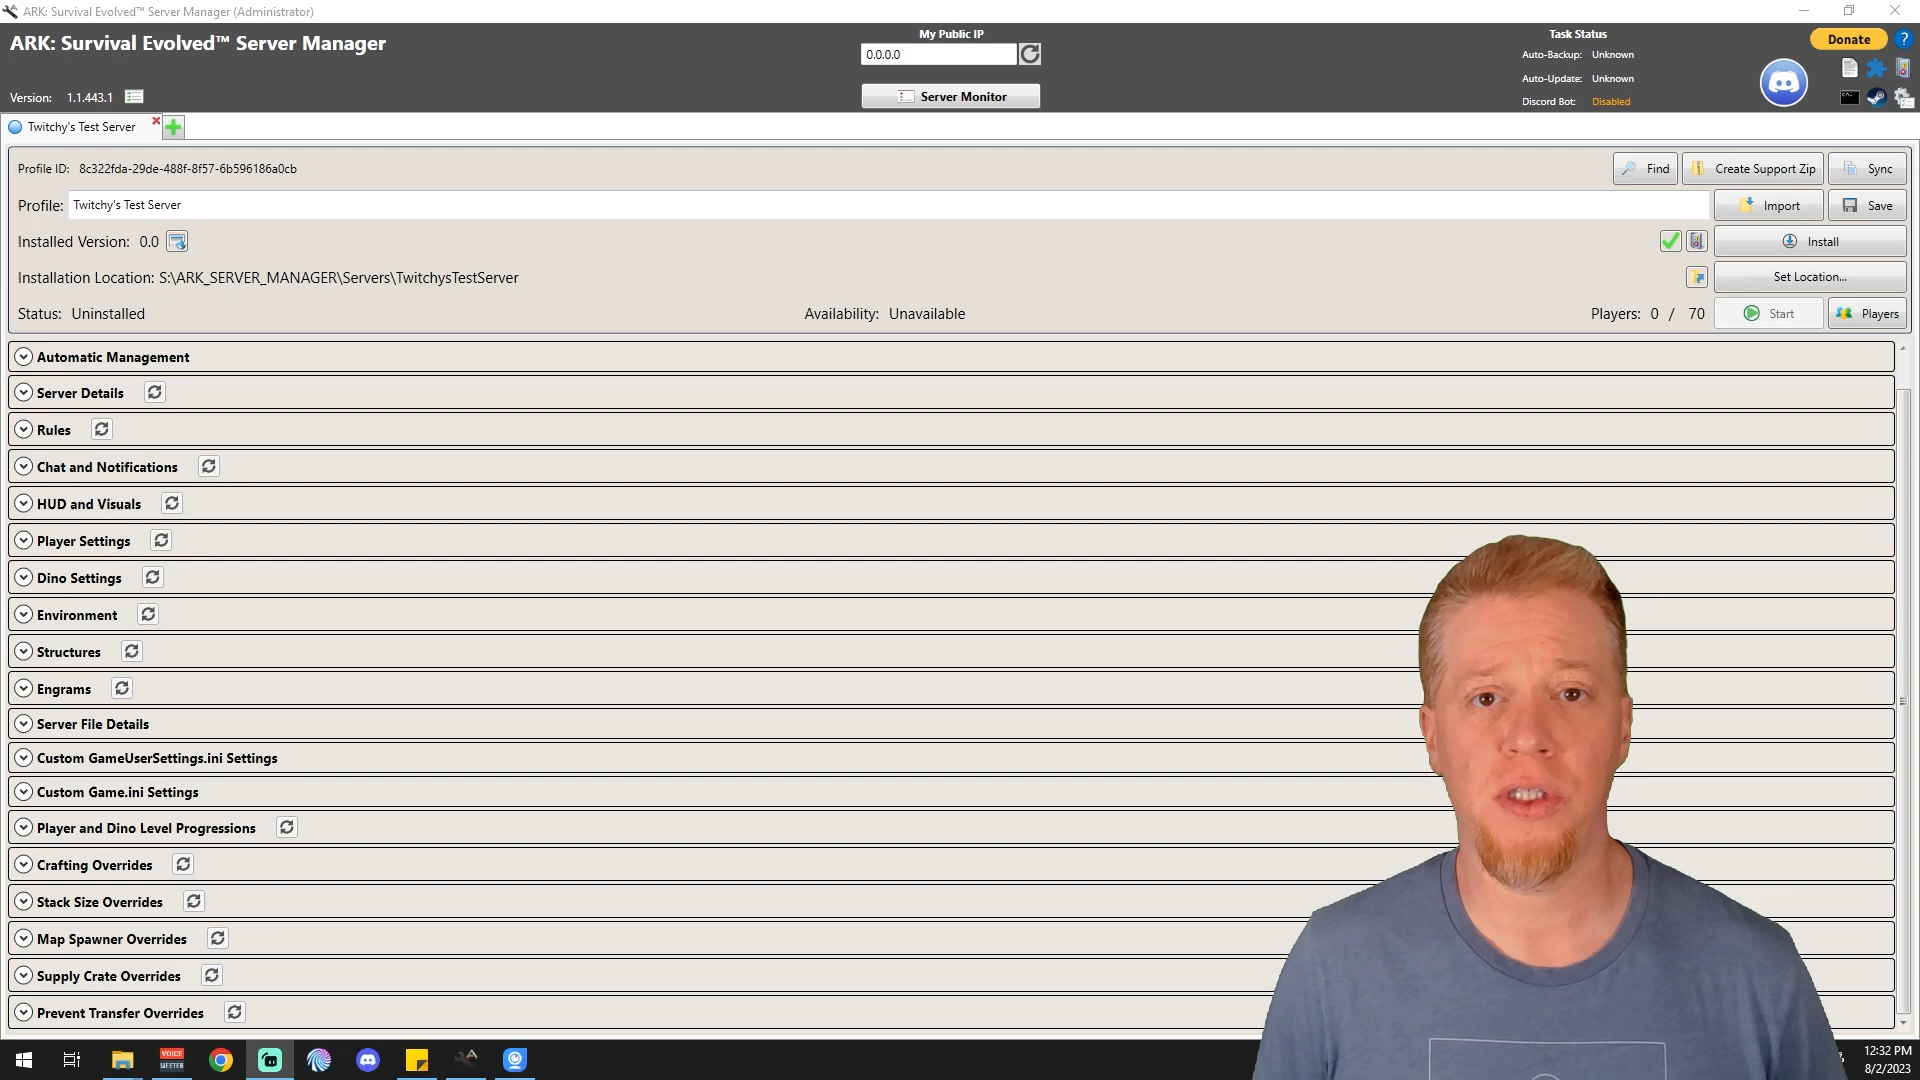 ARK: Survival Evolved™ Server Manager (Administrator)
ARK: Survival Evolved™ Server Manager
My Public IP
0.0.0.0
Server Monitor
Task Status
Auto-Backup: Unknown
Auto-Update: Unknown
Discord Bot: Disabled
Donate
?
Version: 1.1.443.1
Twitchy's Test Server
Profile ID: 8c322fda-29de-488f-8f57-6b596186a0cb
Find
Create Support Zip
Sync
Profile: Twitchy's Test Server
Import
Save
Installed Version: 0.0
Install
Installation Location: S:\ARK_SERVER_MANAGER\Servers\TwitchysTestServer
Set Location...
Status: Uninstalled
Availability: Unavailable
Players: 0 / 70
Start
Players
Automatic Management
Server Details
Rules
Chat and Notifications
HUD and Visuals
Player Settings
Dino Settings
Environment
Structures
Engrams
Server File Details
Custom GameUserSettings.ini Settings
Custom Game.ini Settings
Player and Dino Level Progressions
Crafting Overrides
Stack Size Overrides
Map Spawner Overrides
Supply Crate Overrides
Prevent Transfer Overrides
VOICE
MEETER
12:32 PM
8/2/2023